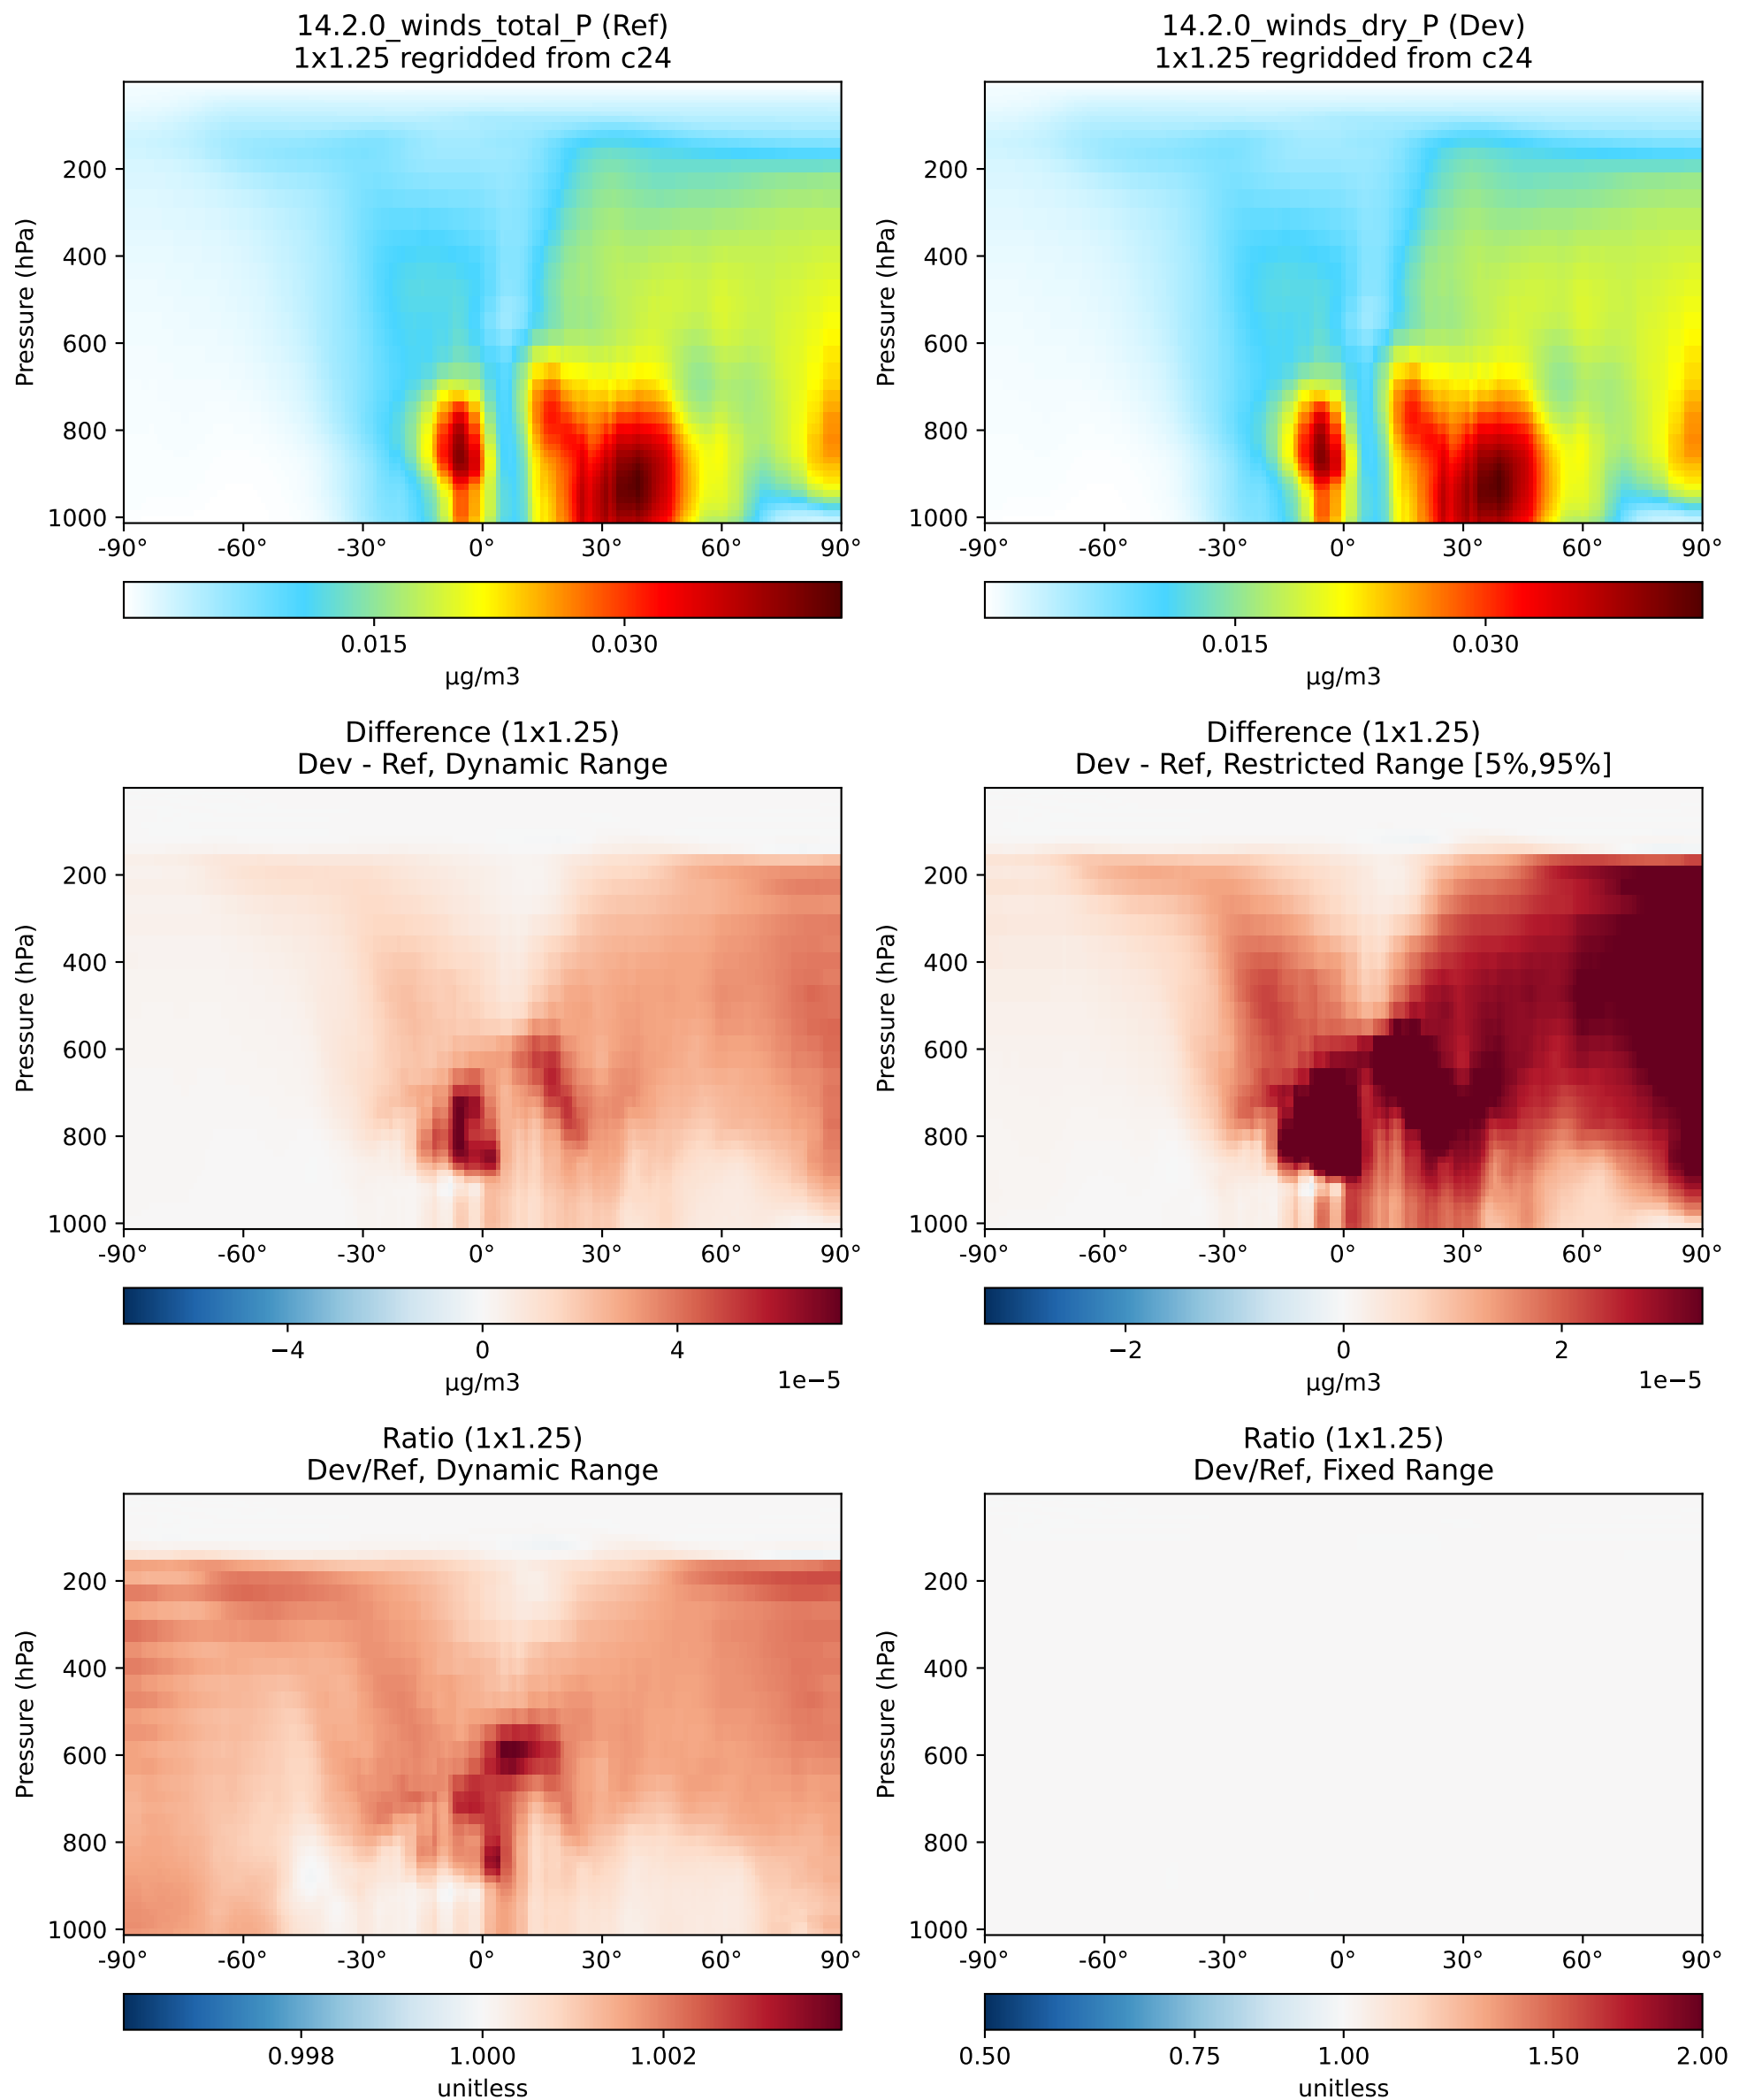 14.2.0_winds_total_P (Ref)
1x1.25 regridded from c24
Pressure (hPa)
200
400
600
800
1000
-90° -60° -30° 0° 30° 60° 90°
0.015 0.030
µg/m3
14.2.0_winds_dry_P (Dev)
1x1.25 regridded from c24
Pressure (hPa)
200
400
600
800
1000
-90° -60° -30° 0° 30° 60° 90°
0.015 0.030
µg/m3
Difference (1x1.25)
Dev - Ref, Dynamic Range
Pressure (hPa)
200
400
600
800
1000
-90° -60° -30° 0° 30° 60° 90°
−4 0 4
µg/m3 1e−5
Difference (1x1.25)
Dev - Ref, Restricted Range [5%,95%]
Pressure (hPa)
200
400
600
800
1000
-90° -60° -30° 0° 30° 60° 90°
−2 0 2
µg/m3 1e−5
Ratio (1x1.25)
Dev/Ref, Dynamic Range
Pressure (hPa)
200
400
600
800
1000
-90° -60° -30° 0° 30° 60° 90°
0.998 1.000 1.002
unitless
Ratio (1x1.25)
Dev/Ref, Fixed Range
Pressure (hPa)
200
400
600
800
1000
-90° -60° -30° 0° 30° 60° 90°
0.50 0.75 1.00 1.50 2.00
unitless